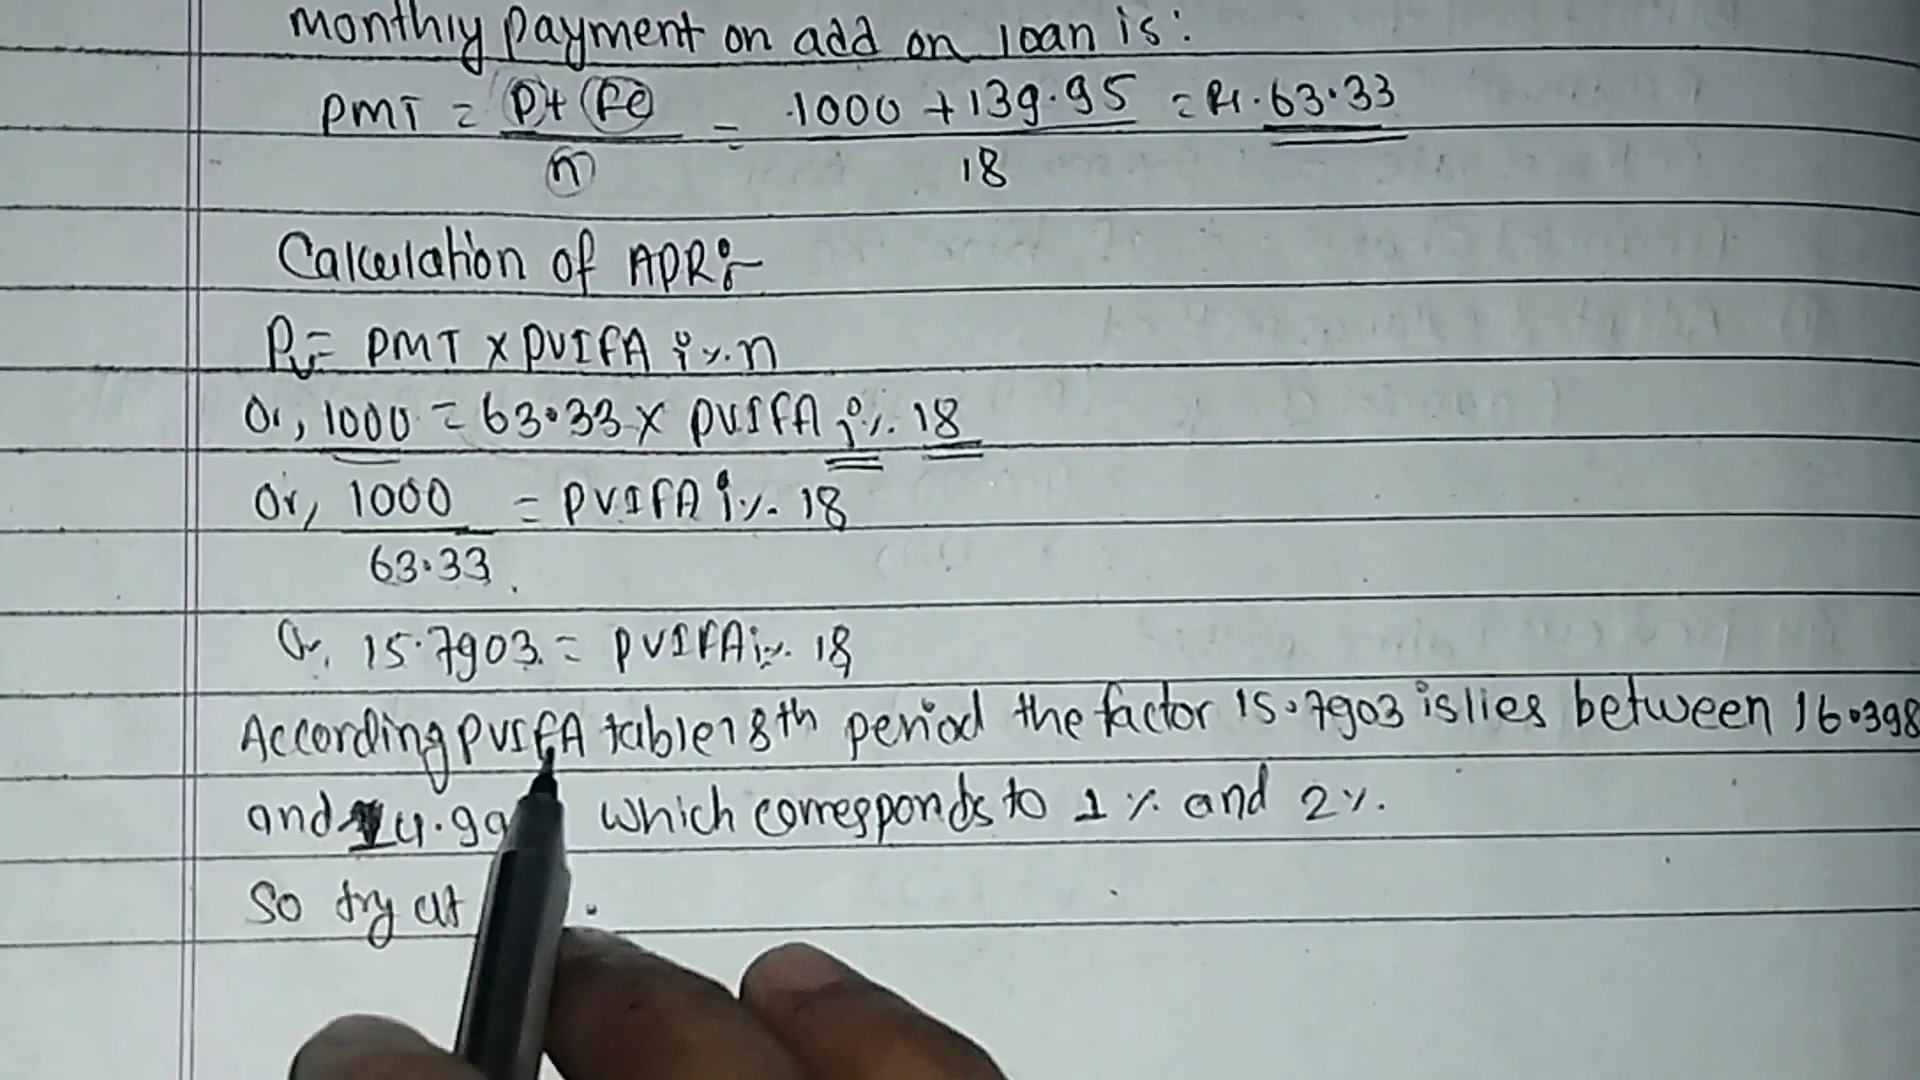 monthly payment on add on loan is:
PMT = P+ Fe / n = 1000 + 139.95 / 18 = Rs. 63.33
Calculation of APR:-
Pv = PMT x PVIFA i% n
Or, 1000 = 63.33 x PVIFA i% 18
Or, 1000 / 63.33 = PVIFA i% 18
Or, 15.7903 = PVIFA i% 18
According PVIFA table 18th period the factor 15.7903 is lies between 16.398
and 14.99 which corresponds to 1% and 2%.
So try at